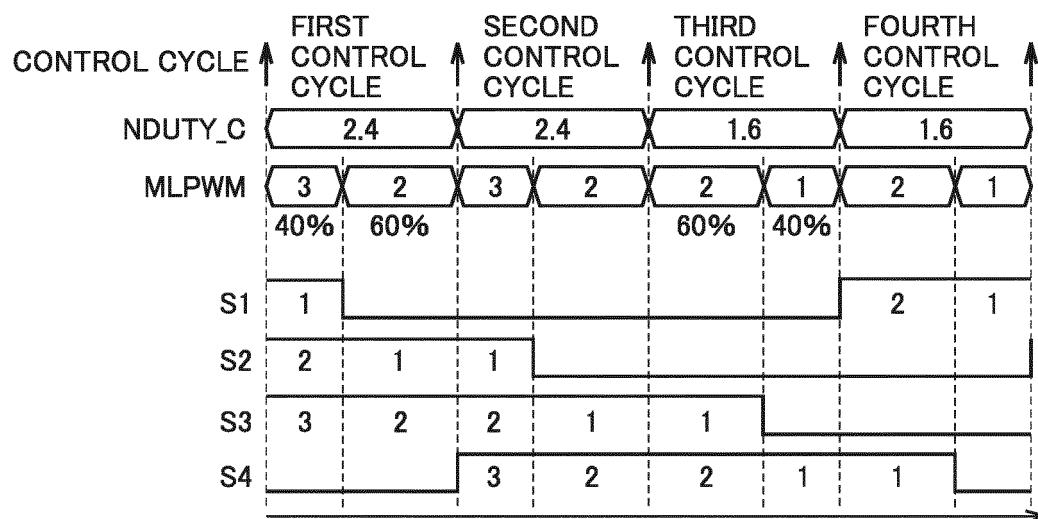 FIRST CONTROL CYCLE
SECOND CONTROL CYCLE
THIRD CONTROL CYCLE
FOURTH CONTROL CYCLE
CONTROL CYCLE
NDUTY_C 2.4 2.4 1.6 1.6
MLPWM 3 2 3 2 2 1 2 1
40% 60% 60% 40%
S1 1 2 1
S2 2 1 1
S3 3 2 2 1 1
S4 3 2 2 1 1